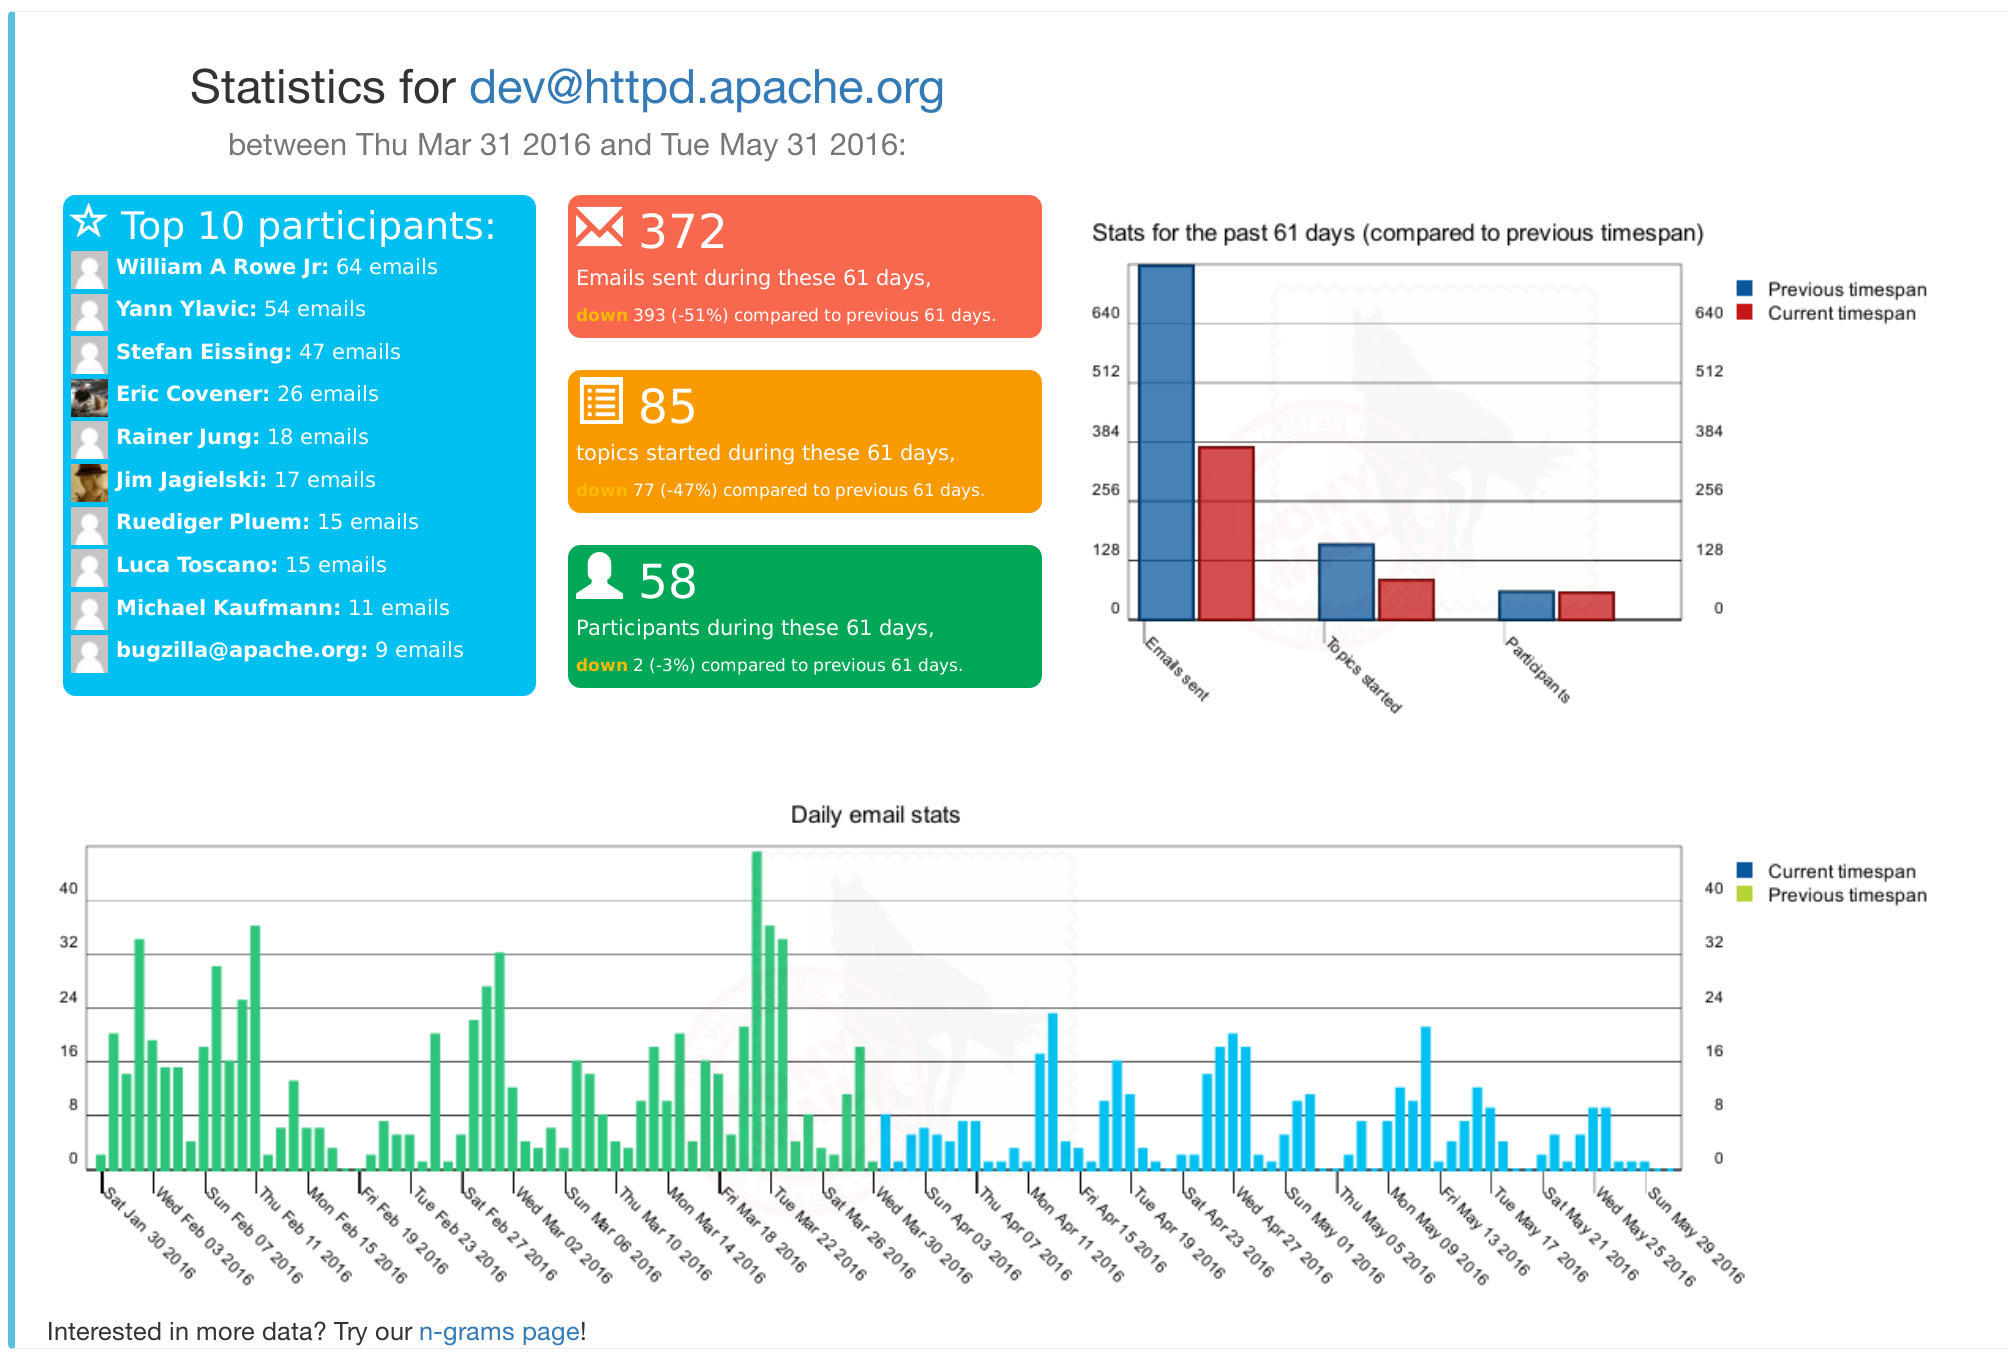 Statistics for dev@httpd.apache.org
between Thu Mar 31 2016 and Tue May 31 2016:
Top 10 participants:
William A Rowe Jr: 64 emails
Yann Ylavic: 54 emails
Stefan Eissing: 47 emails
Eric Covener: 26 emails
Rainer Jung: 18 emails
Jim Jagielski: 17 emails
Ruediger Pluem: 15 emails
Luca Toscano: 15 emails
Michael Kaufmann: 11 emails
bugzilla@apache.org: 9 emails
372
Emails sent during these 61 days,
down 393 (-51%) compared to previous 61 days.
85
topics started during these 61 days,
down 77 (-47%) compared to previous 61 days.
58
Participants during these 61 days,
down 2 (-3%) compared to previous 61 days.
Stats for the past 61 days (compared to previous timespan)
640
512
384
256
128
0
640
512
384
256
128
0
Previous timespan
Current timespan
Emails sent
Topics started
Participants
Daily email stats
40
32
24
16
8
0
40
32
24
16
8
0
Current timespan
Previous timespan
Sat Jan 30 2016
Wed Feb 03 2016
Sun Feb 07 2016
Thu Feb 11 2016
Mon Feb 15 2016
Fri Feb 19 2016
Tue Feb 23 2016
Sat Feb 27 2016
Wed Mar 02 2016
Sun Mar 06 2016
Thu Mar 10 2016
Mon Mar 14 2016
Fri Mar 18 2016
Tue Mar 22 2016
Sat Mar 26 2016
Wed Mar 30 2016
Sun Apr 03 2016
Thu Apr 07 2016
Mon Apr 11 2016
Fri Apr 15 2016
Tue Apr 19 2016
Sat Apr 23 2016
Wed Apr 27 2016
Sun May 01 2016
Thu May 05 2016
Mon May 09 2016
Fri May 13 2016
Tue May 17 2016
Sat May 21 2016
Wed May 25 2016
Sun May 29 2016
Interested in more data? Try our n-grams page!